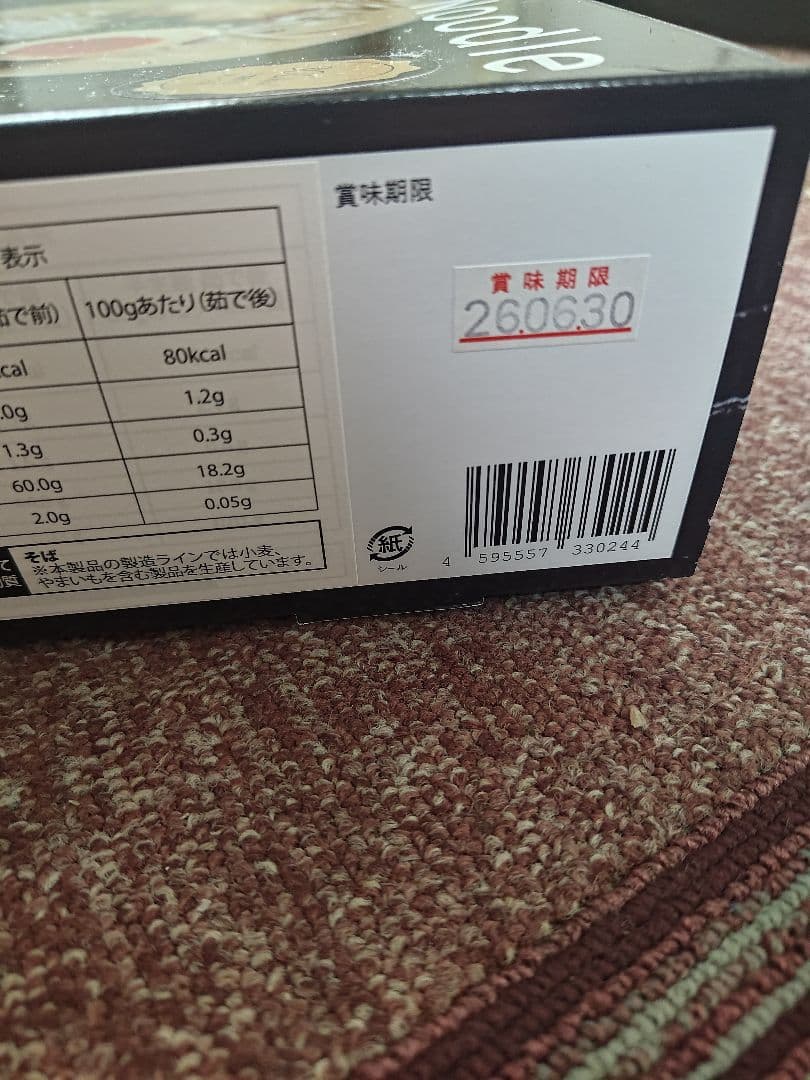 Noodle
賞味期限
賞味期限
26.06.30
表示
茹で前)
100gあたり(茹で後)
cal
80kcal
.0g
1.2g
1.3g
0.3g
60.0g
18.2g
2.0g
0.05g
そば
※本製品の製造ラインでは小麦、
やまいもを含む製品を生産しています。
紙
シール
4 595557 330244